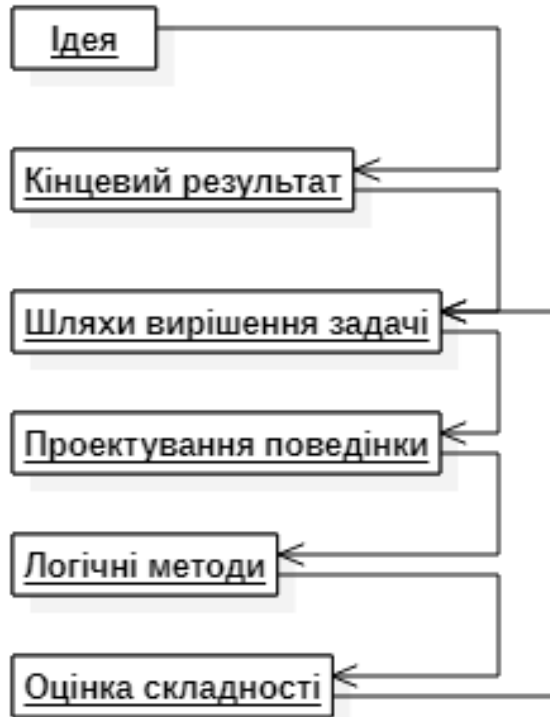 Ідея
Кінцевий результат
Шляхи вирішення задачі
Проектування поведінки
Логічні методи
Оцінка складності